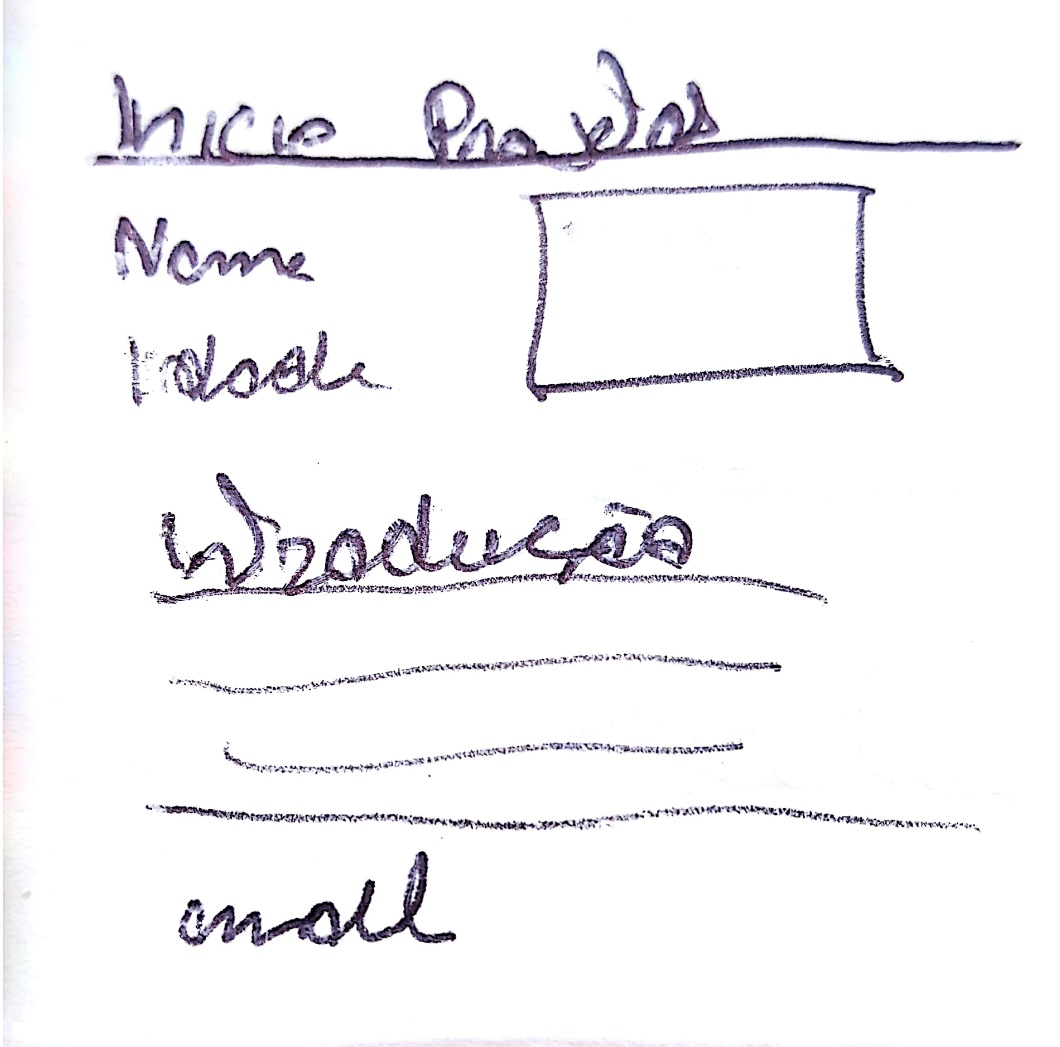 Inicio Projetos
Nome
Idade
Introdução
email